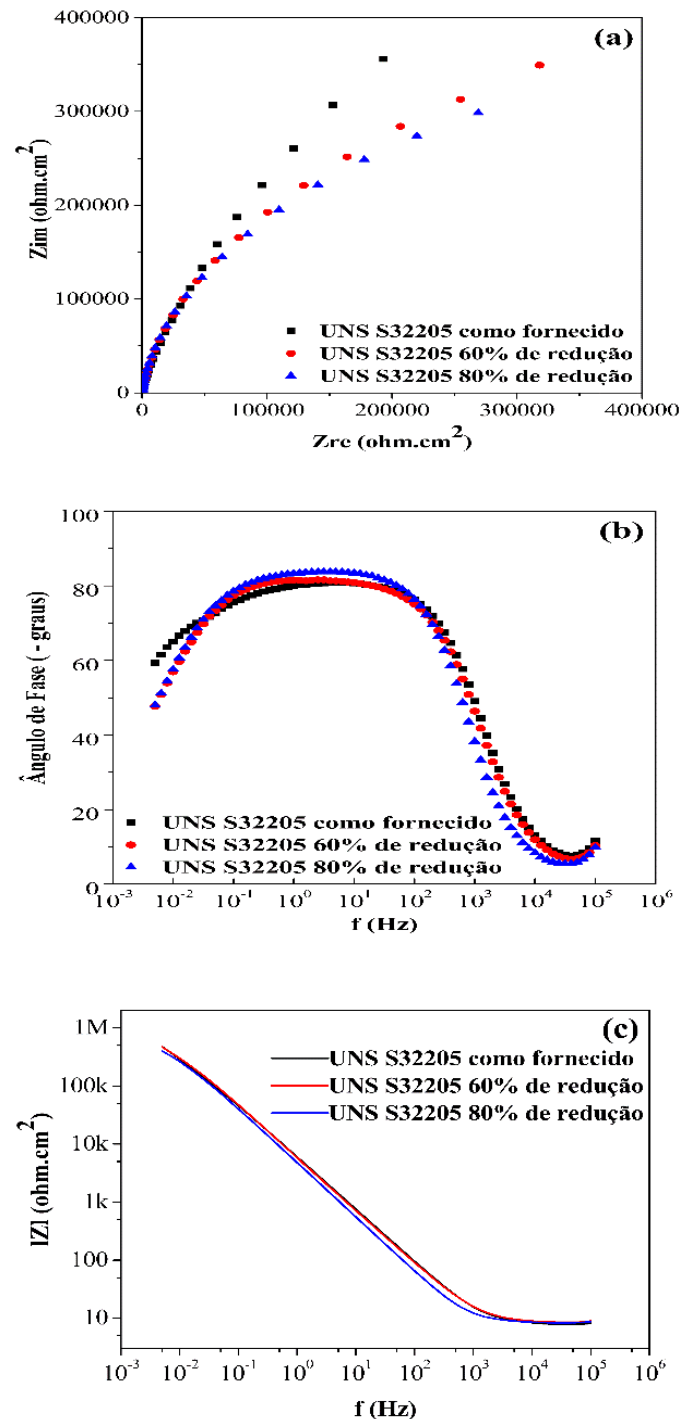 400000
(a)
300000
Zim (ohm.cm²)
200000
100000
UNS S32205 como fornecido
UNS S32205 60% de redução
UNS S32205 80% de redução
0
0 100000 200000 300000 400000
Zre (ohm.cm²)
100
(b)
80
Ângulo de Fase ( - graus)
60
40
20
UNS S32205 como fornecido
UNS S32205 60% de redução
UNS S32205 80% de redução
0
10⁻³ 10⁻² 10⁻¹ 10⁰ 10¹ 10² 10³ 10⁴ 10⁵ 10⁶
f (Hz)
1M
(c)
UNS S32205 como fornecido
100k
UNS S32205 60% de redução
UNS S32205 80% de redução
|Z| (ohm.cm²)
10k
1k
100
10
10⁻³ 10⁻² 10⁻¹ 10⁰ 10¹ 10² 10³ 10⁴ 10⁵ 10⁶
f (Hz)